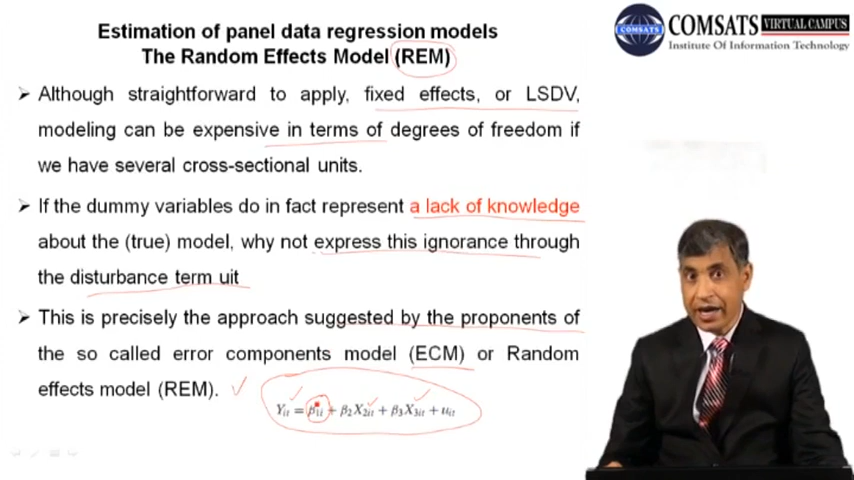 Estimation of panel data regression models
The Random Effects Model (REM)
COMSATS VIRTUAL CAMPUS
Institute Of Information Technology
COMSATS
➢ Although straightforward to apply, fixed effects, or LSDV,
modeling can be expensive in terms of degrees of freedom if
we have several cross-sectional units.
➢ If the dummy variables do in fact represent a lack of knowledge
about the (true) model, why not express this ignorance through
the disturbance term uit
➢ This is precisely the approach suggested by the proponents of
the so called error components model (ECM) or Random
effects model (REM).
Yit = β1i + β2X2it + β3X3it + uit